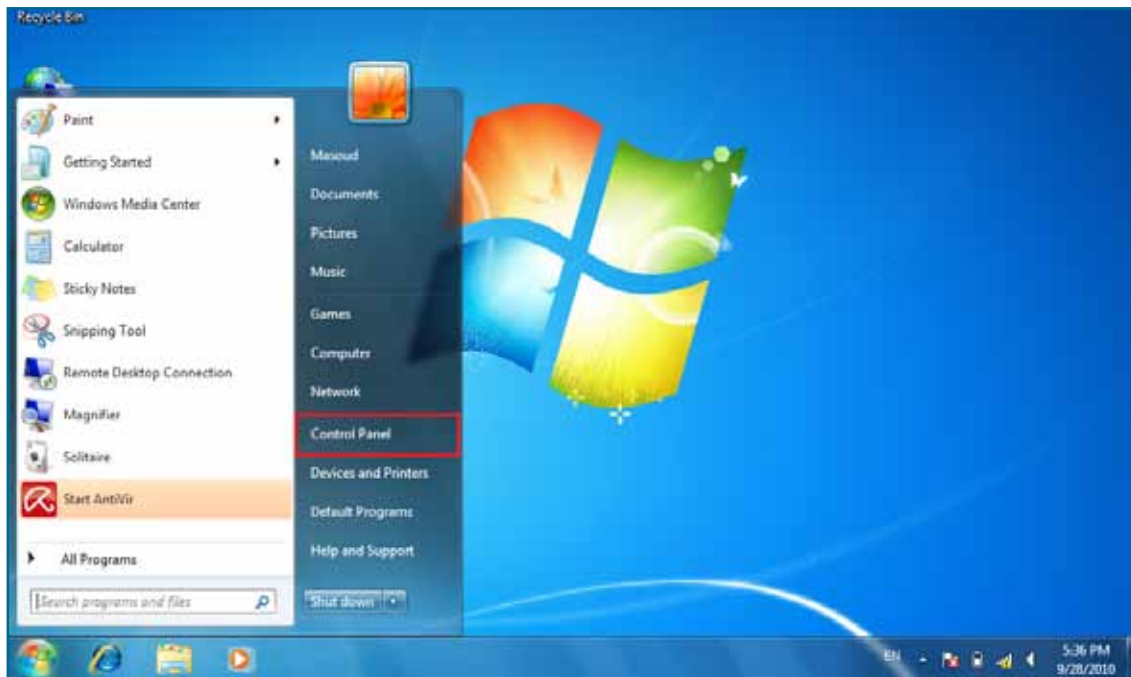 Recycle Bin
Paint
Getting Started
Windows Media Center
Calculator
Sticky Notes
Snipping Tool
Remote Desktop Connection
Magnifier
Solitaire
Start AntiVir
All Programs
Search programs and files
Masoud
Documents
Pictures
Music
Games
Computer
Network
Control Panel
Devices and Printers
Default Programs
Help and Support
Shut down
EN
5:36 PM
9/28/2010